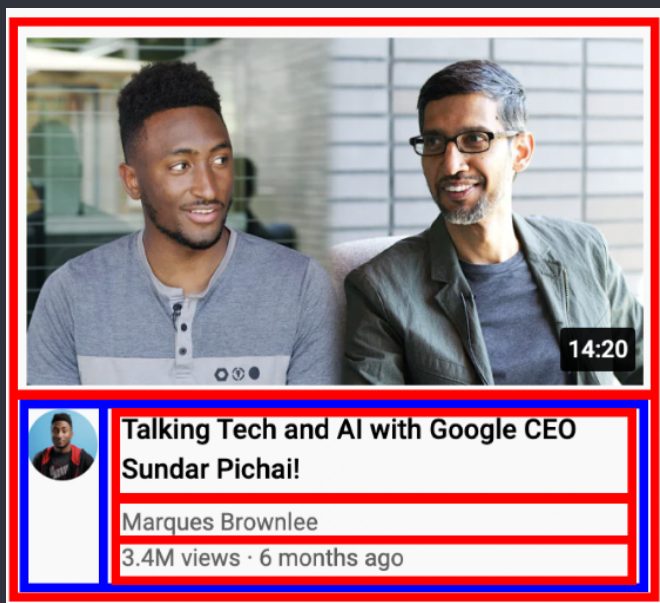 14:20
Talking Tech and AI with Google CEO
Sundar Pichai!
Marques Brownlee
3.4M views · 6 months ago